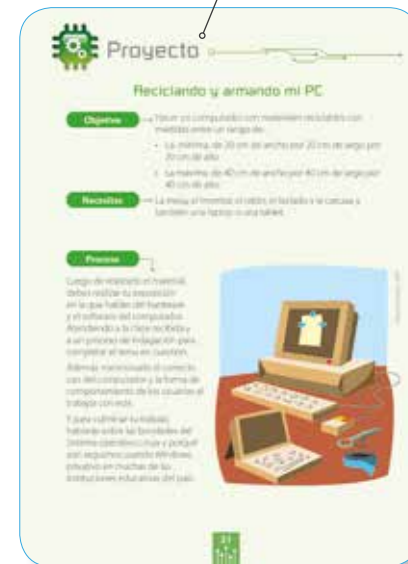 Proyecto
Reciclando y armando mi PC
Objetivo
Hacer un computador con materiales reciclables con
medidas entre un rango de:
• La mínima, de 20 cm de ancho por 20 cm de largo por
20 cm de alto.
• La máxima, de 40 cm de ancho por 40 cm de largo por
40 cm de alto.
Necesitas
La mesa, el monitor, el ratón, el teclado y la carcasa y
también una laptop o una tablet.
Proceso
Luego de realizado el material,
debes realizar tu exposición
en la que hables del hardware
y el software del computador.
Atendiendo a la clase recibida y
a un proceso de indagación para
completar el tema en cuestión.
Además mencionarás el correcto
uso del computador y la forma de
comportamiento de los usuarios al
trabajar con este.
Y para culminar tu trabajo,
hablarás sobre las bondades del
Sistema operativo Linux y porqué
aún seguimos usando Windows
privativo en muchas de las
instituciones educativas del país.
31